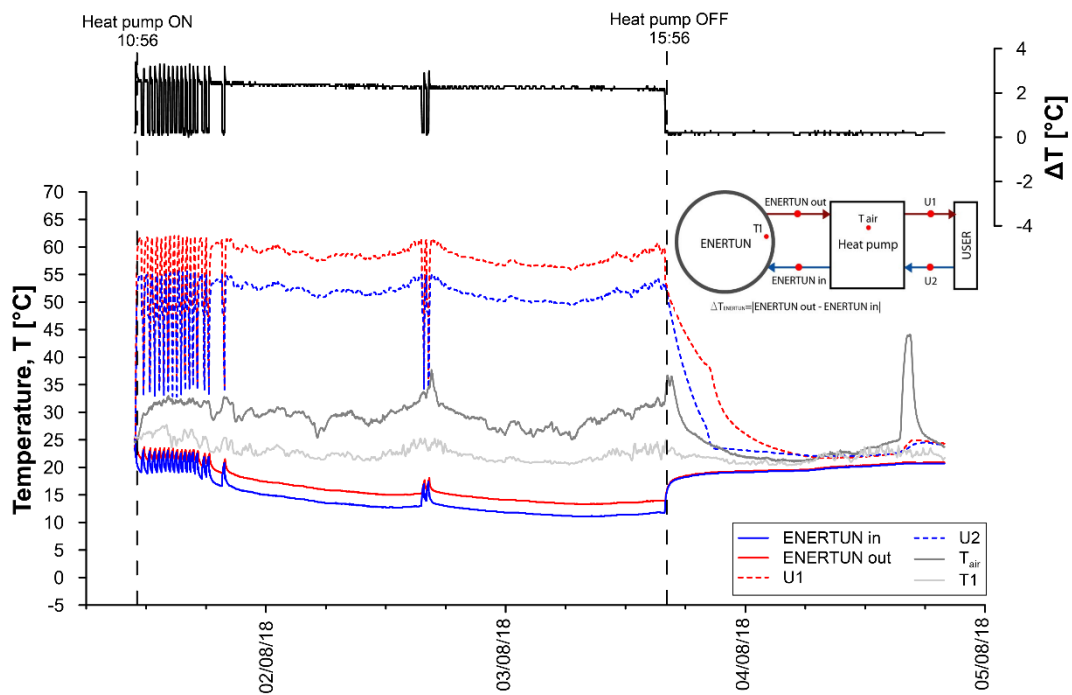 Heat pump ON
10:56
Heat pump OFF
15:56
4
2
0
-2
-4
ΔT [°C]
70
65
60
55
50
45
40
35
30
25
20
15
10
5
0
-5
Temperature, T [°C]
ENERTUN out
U1
T1
T air
ENERTUN
Heat pump
USER
ENERTUN in
U2
ΔTENERTUN=|ENERTUN out - ENERTUN in|
ENERTUN in
ENERTUN out
U1
U2
Tair
T1
02/08/18
03/08/18
04/08/18
05/08/18